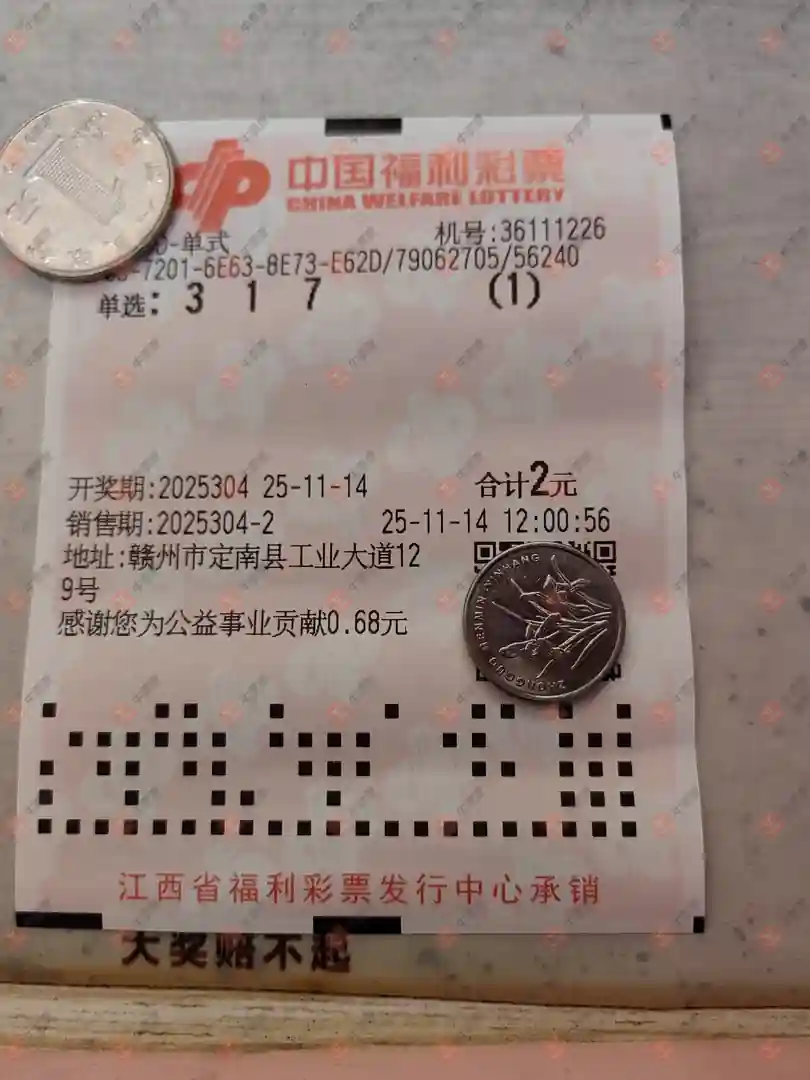 中国福利彩票
CHINA WELFARE LOTTERY
-单式 机号:36111226
-7201-6E63-8E73-E62D/79062705/56240
单选: 3 1 7 (1)
开奖期:2025304 25-11-14 合计2元
销售期:2025304-2 25-11-14 12:00:56
地址:赣州市定南县工业大道12
9号
感谢您为公益事业贡献0.68元
ZHONGGUO RENMIN YINHANG
江西省福利彩票发行中心承销
大奖赔不起